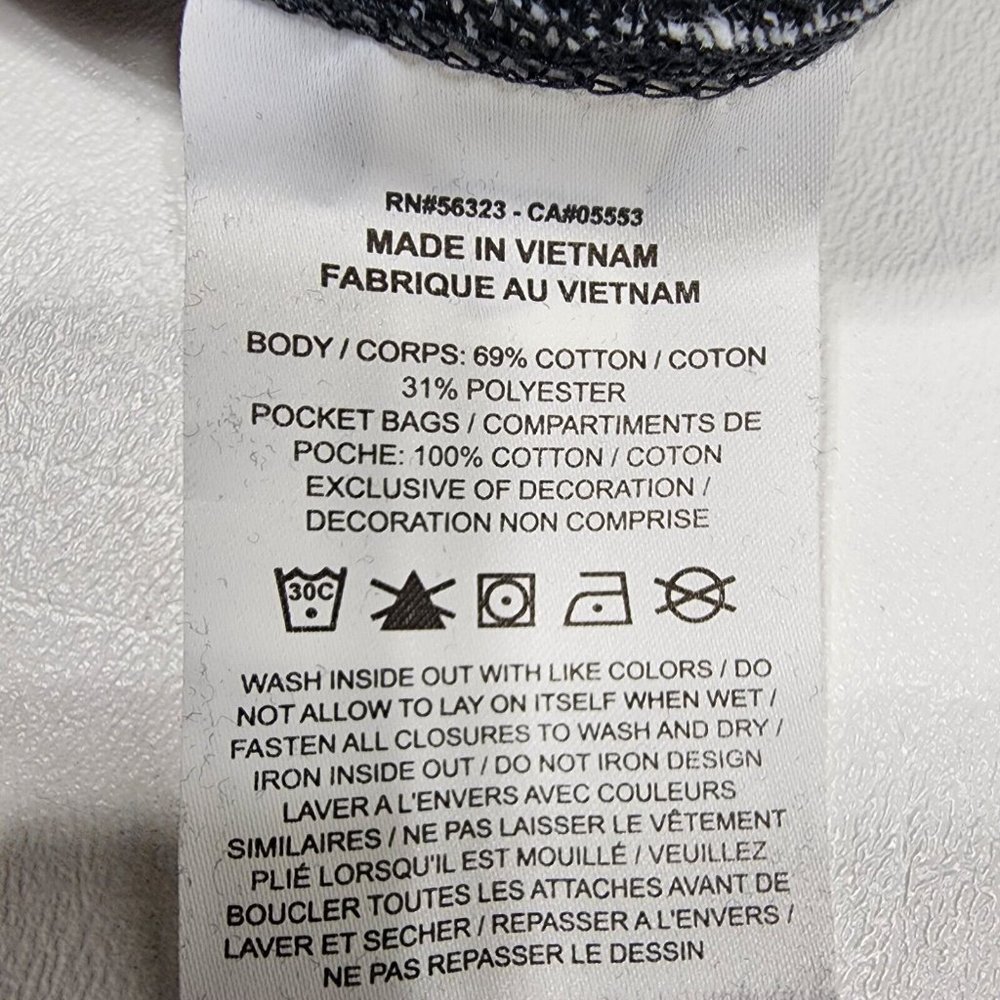 RN#56323 - CA#05553
MADE IN VIETNAM
FABRIQUE AU VIETNAM
BODY / CORPS: 69% COTTON / COTON
31% POLYESTER
POCKET BAGS / COMPARTIMENTS DE
POCHE: 100% COTTON / COTON
EXCLUSIVE OF DECORATION /
DECORATION NON COMPRISE
30C
WASH INSIDE OUT WITH LIKE COLORS / DO
NOT ALLOW TO LAY ON ITSELF WHEN WET /
FASTEN ALL CLOSURES TO WASH AND DRY /
IRON INSIDE OUT / DO NOT IRON DESIGN
LAVER A L'ENVERS AVEC COULEURS
SIMILAIRES / NE PAS LAISSER LE VÊTEMENT
PLIÉ LORSQU'IL EST MOUILLÉ / VEUILLEZ
BOUCLER TOUTES LES ATTACHES AVANT DE
LAVER ET SECHER / REPASSER A L'ENVERS /
NE PAS REPASSER LE DESSIN